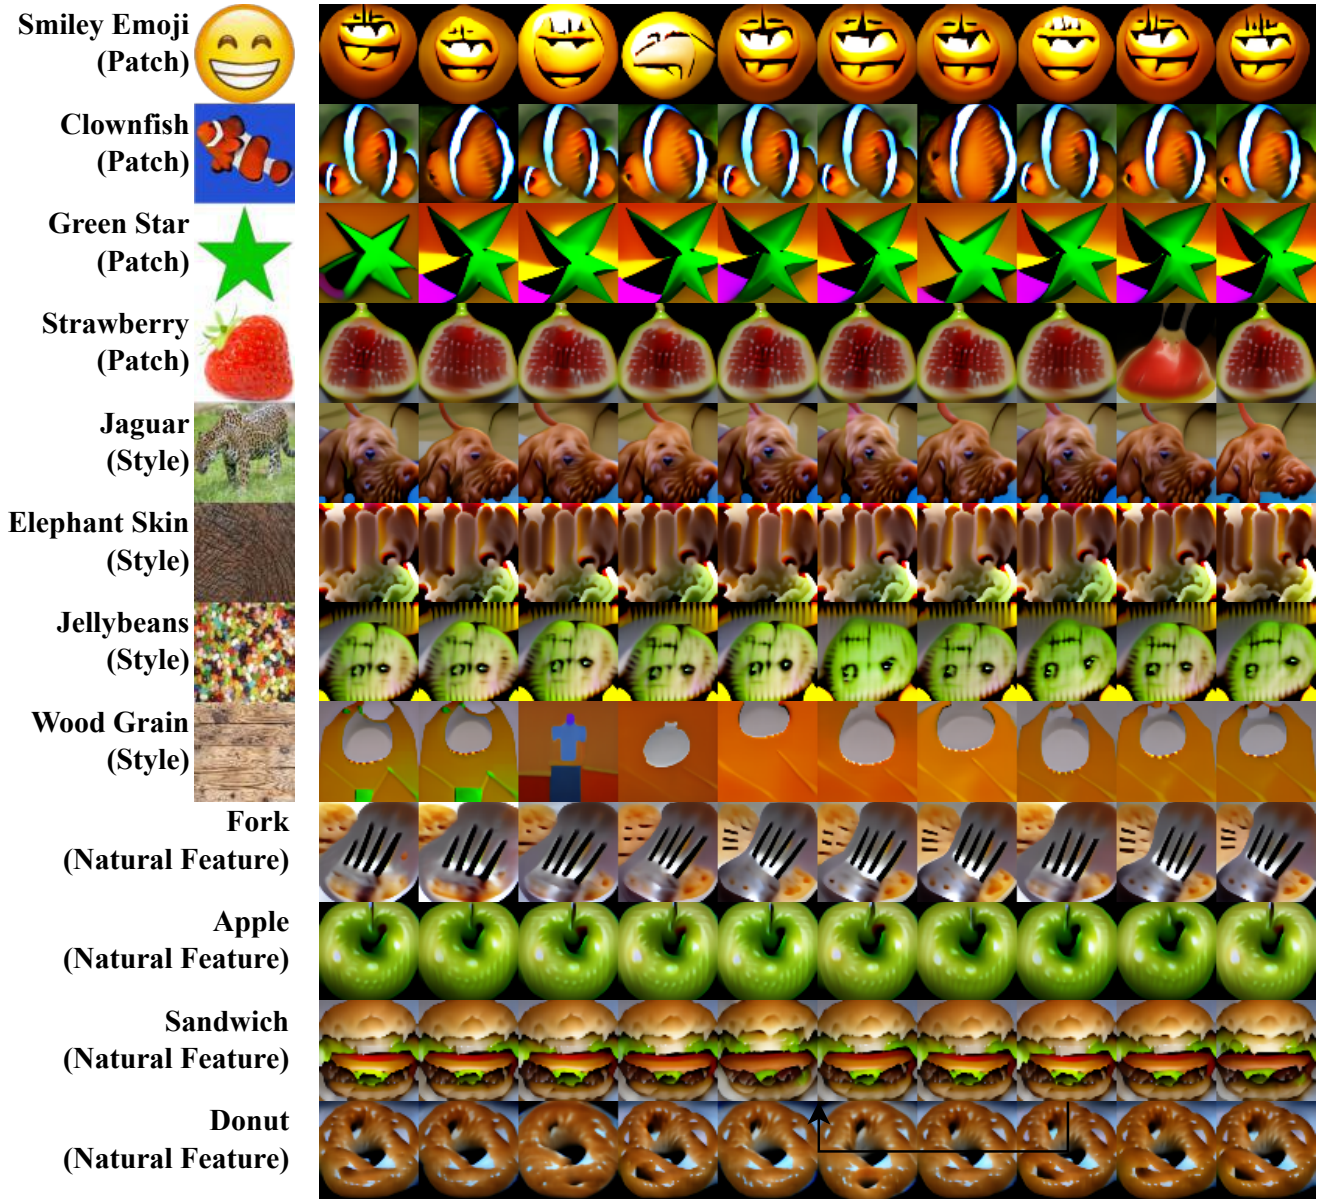 Smiley Emoji
(Patch)
Clownfish
(Patch)
Green Star
(Patch)
Strawberry
(Patch)
Jaguar
(Style)
Elephant Skin
(Style)
Jellybeans
(Style)
Wood Grain
(Style)
Fork
(Natural Feature)
Apple
(Natural Feature)
Sandwich
(Natural Feature)
Donut
(Natural Feature)